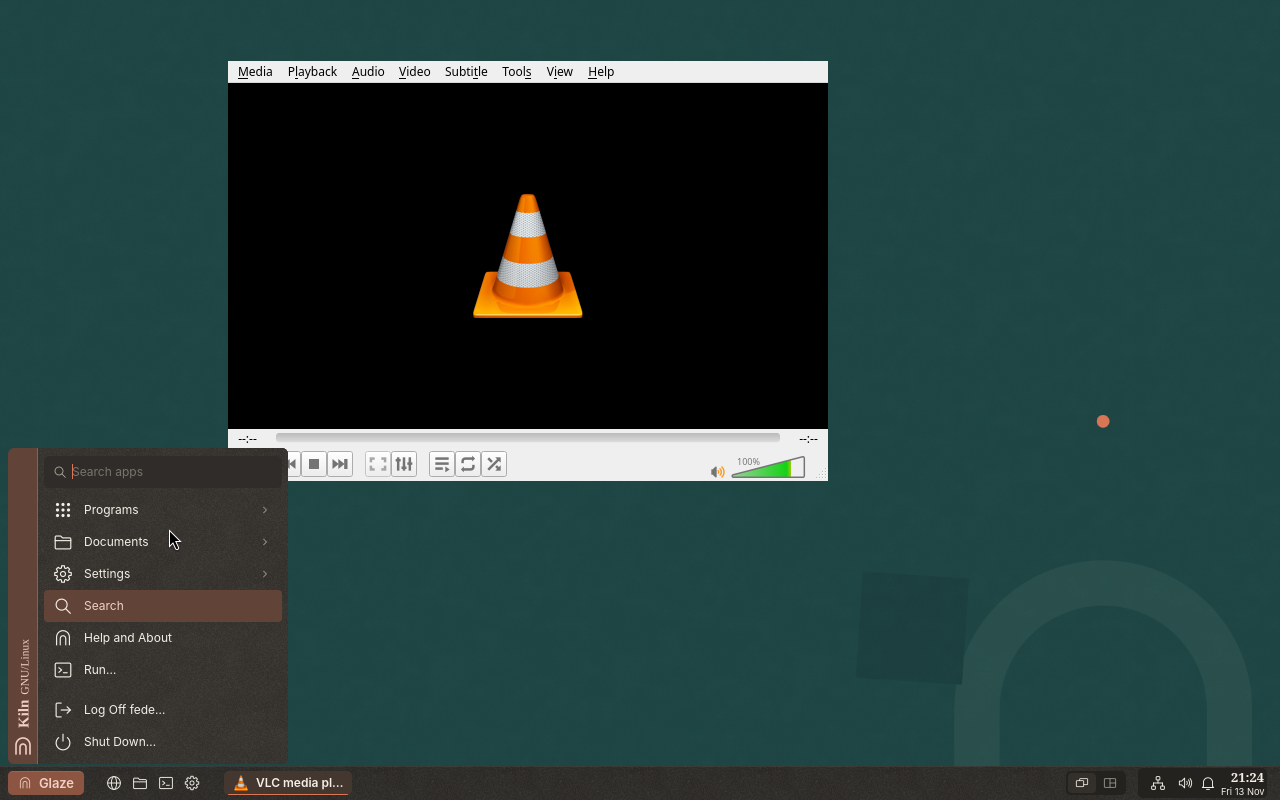 Media Playback Audio Video Subtitle Tools View Help
--:-- --:--
100%
Search apps
Programs
Documents
Settings
Search
Help and About
Run...
Log Off fede...
Shut Down...
Kiln GNU/Linux
Glaze
VLC media pl...
21:24
Fri 13 Nov